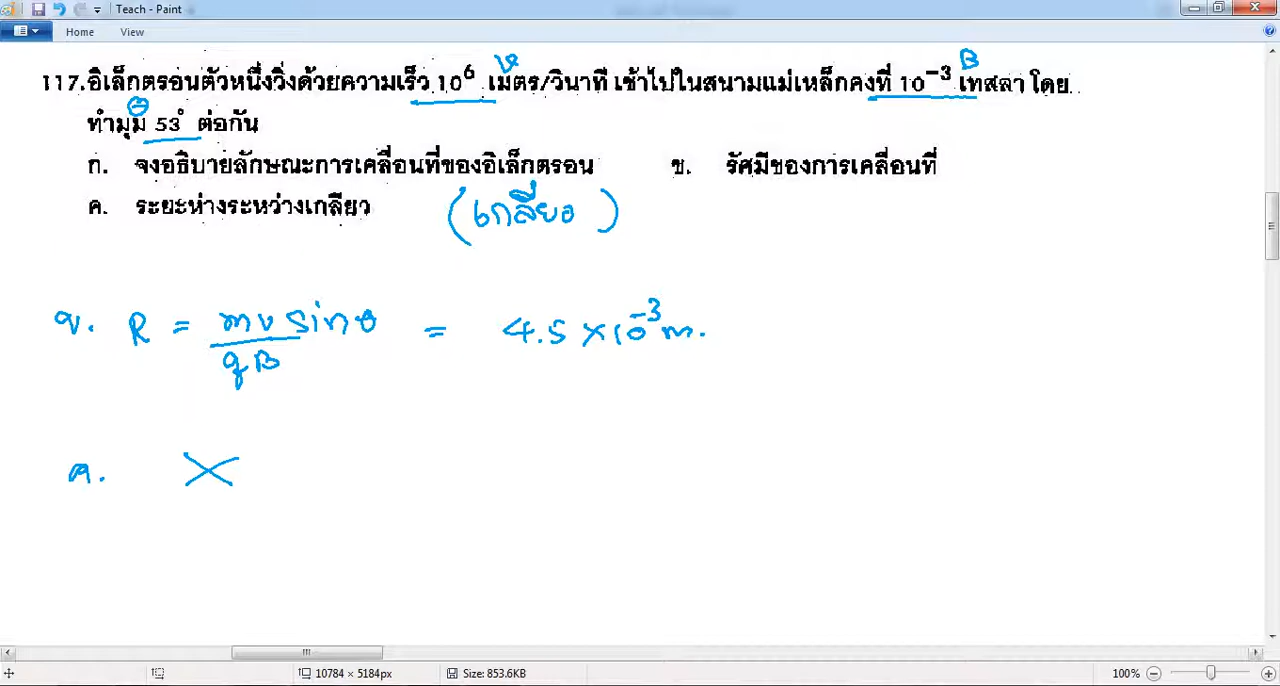 Teach - Paint
Home View
B
117. อิเล็กตรอนตัวหนึ่งวิ่งด้วยความเร็ว 10⁶ เมตร/วินาที เข้าไปในสนามแม่เหล็กคงที่ 10⁻³ เทสลา โดย
θ
ทำมุม 53° ต่อกัน
ก. จงอธิบายลักษณะการเคลื่อนที่ของอิเล็กตรอน ข. รัศมีของการเคลื่อนที่
ค. ระยะห่างระหว่างเกลียว (เกลียว)
ข. R = mv sinθ / qB = 4.5 × 10⁻³ m.
ค.
10784 × 5184px Size: 853.6KB 100%